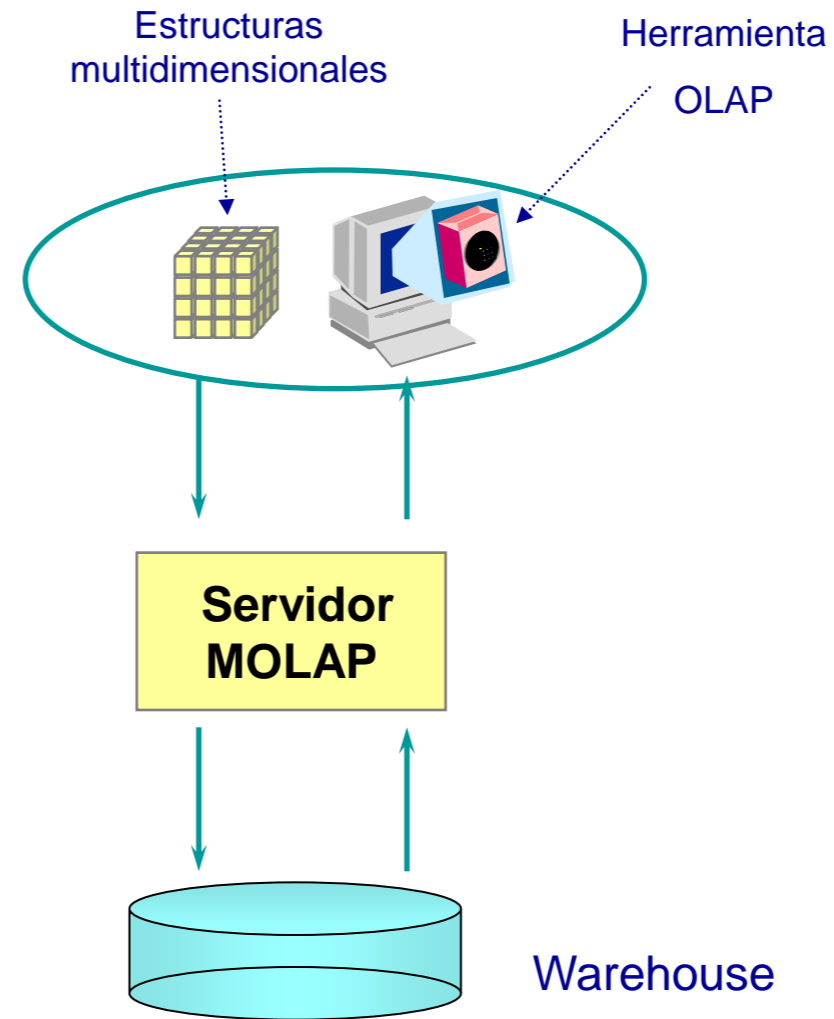 Estructuras
multidimensionales
Herramienta
OLAP
Servidor
MOLAP
Warehouse